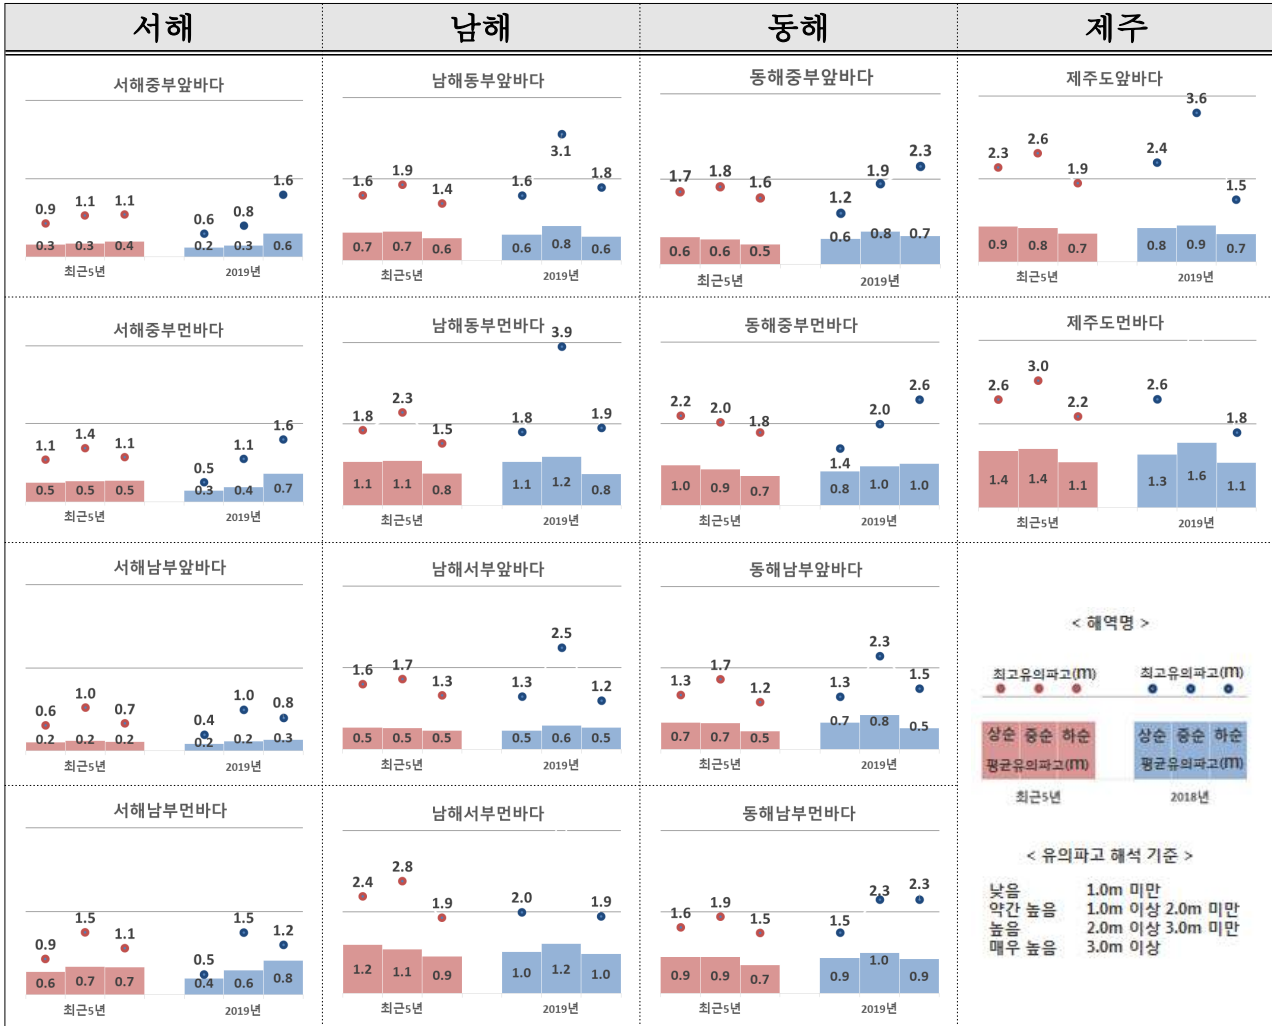 서해 남해 동해 제주
서해중부앞바다
0.9 1.1 1.1 0.6 0.8 1.6
0.3 0.3 0.4 0.2 0.3 0.6
최근5년 2019년
남해동부앞바다
1.6 1.9 1.4 1.6 3.1 1.8
0.7 0.7 0.6 0.6 0.8 0.6
최근5년 2019년
동해중부앞바다
1.7 1.8 1.6 1.2 1.9 2.3
0.6 0.6 0.5 0.6 0.8 0.7
최근5년 2019년
제주도앞바다
2.3 2.6 1.9 2.4 3.6 1.5
0.9 0.8 0.7 0.8 0.9 0.7
최근5년 2019년
서해중부먼바다
1.1 1.4 1.1 0.5 1.1 1.6
0.5 0.5 0.5 0.3 0.4 0.7
최근5년 2019년
남해동부먼바다
1.8 2.3 1.5 1.8 3.9 1.9
1.1 1.1 0.8 1.1 1.2 0.8
최근5년 2019년
동해중부먼바다
2.2 2.0 1.8 1.4 2.0 2.6
1.0 0.9 0.7 0.8 1.0 1.0
최근5년 2019년
제주도먼바다
2.6 3.0 2.2 2.6 1.8
1.4 1.4 1.1 1.3 1.6 1.1
최근5년 2019년
서해남부앞바다
0.6 1.0 0.7 0.4 1.0 0.8
0.2 0.2 0.2 0.2 0.2 0.3
최근5년 2019년
남해서부앞바다
1.6 1.7 1.3 1.3 2.5 1.2
0.5 0.5 0.5 0.5 0.6 0.5
최근5년 2019년
동해남부앞바다
1.3 1.7 1.2 1.3 2.3 1.5
0.7 0.7 0.5 0.7 0.8 0.5
최근5년 2019년
< 해역명 >
최고유의파고(m) 최고유의파고(m)
상순 중순 하순 상순 중순 하순
평균유의파고(m) 평균유의파고(m)
최근5년 2018년
서해남부먼바다
0.9 1.5 1.1 0.5 1.5 1.2
0.6 0.7 0.7 0.4 0.6 0.8
최근5년 2019년
남해서부먼바다
2.4 2.8 1.9 2.0 1.9
1.2 1.1 0.9 1.0 1.2 1.0
최근5년 2019년
동해남부먼바다
1.6 1.9 1.5 1.5 2.3 2.3
0.9 0.9 0.7 0.9 1.0 0.9
최근5년 2019년
< 유의파고 해석 기준 >
낮음 1.0m 미만
약간 높음 1.0m 이상 2.0m 미만
높음 2.0m 이상 3.0m 미만
매우 높음 3.0m 이상